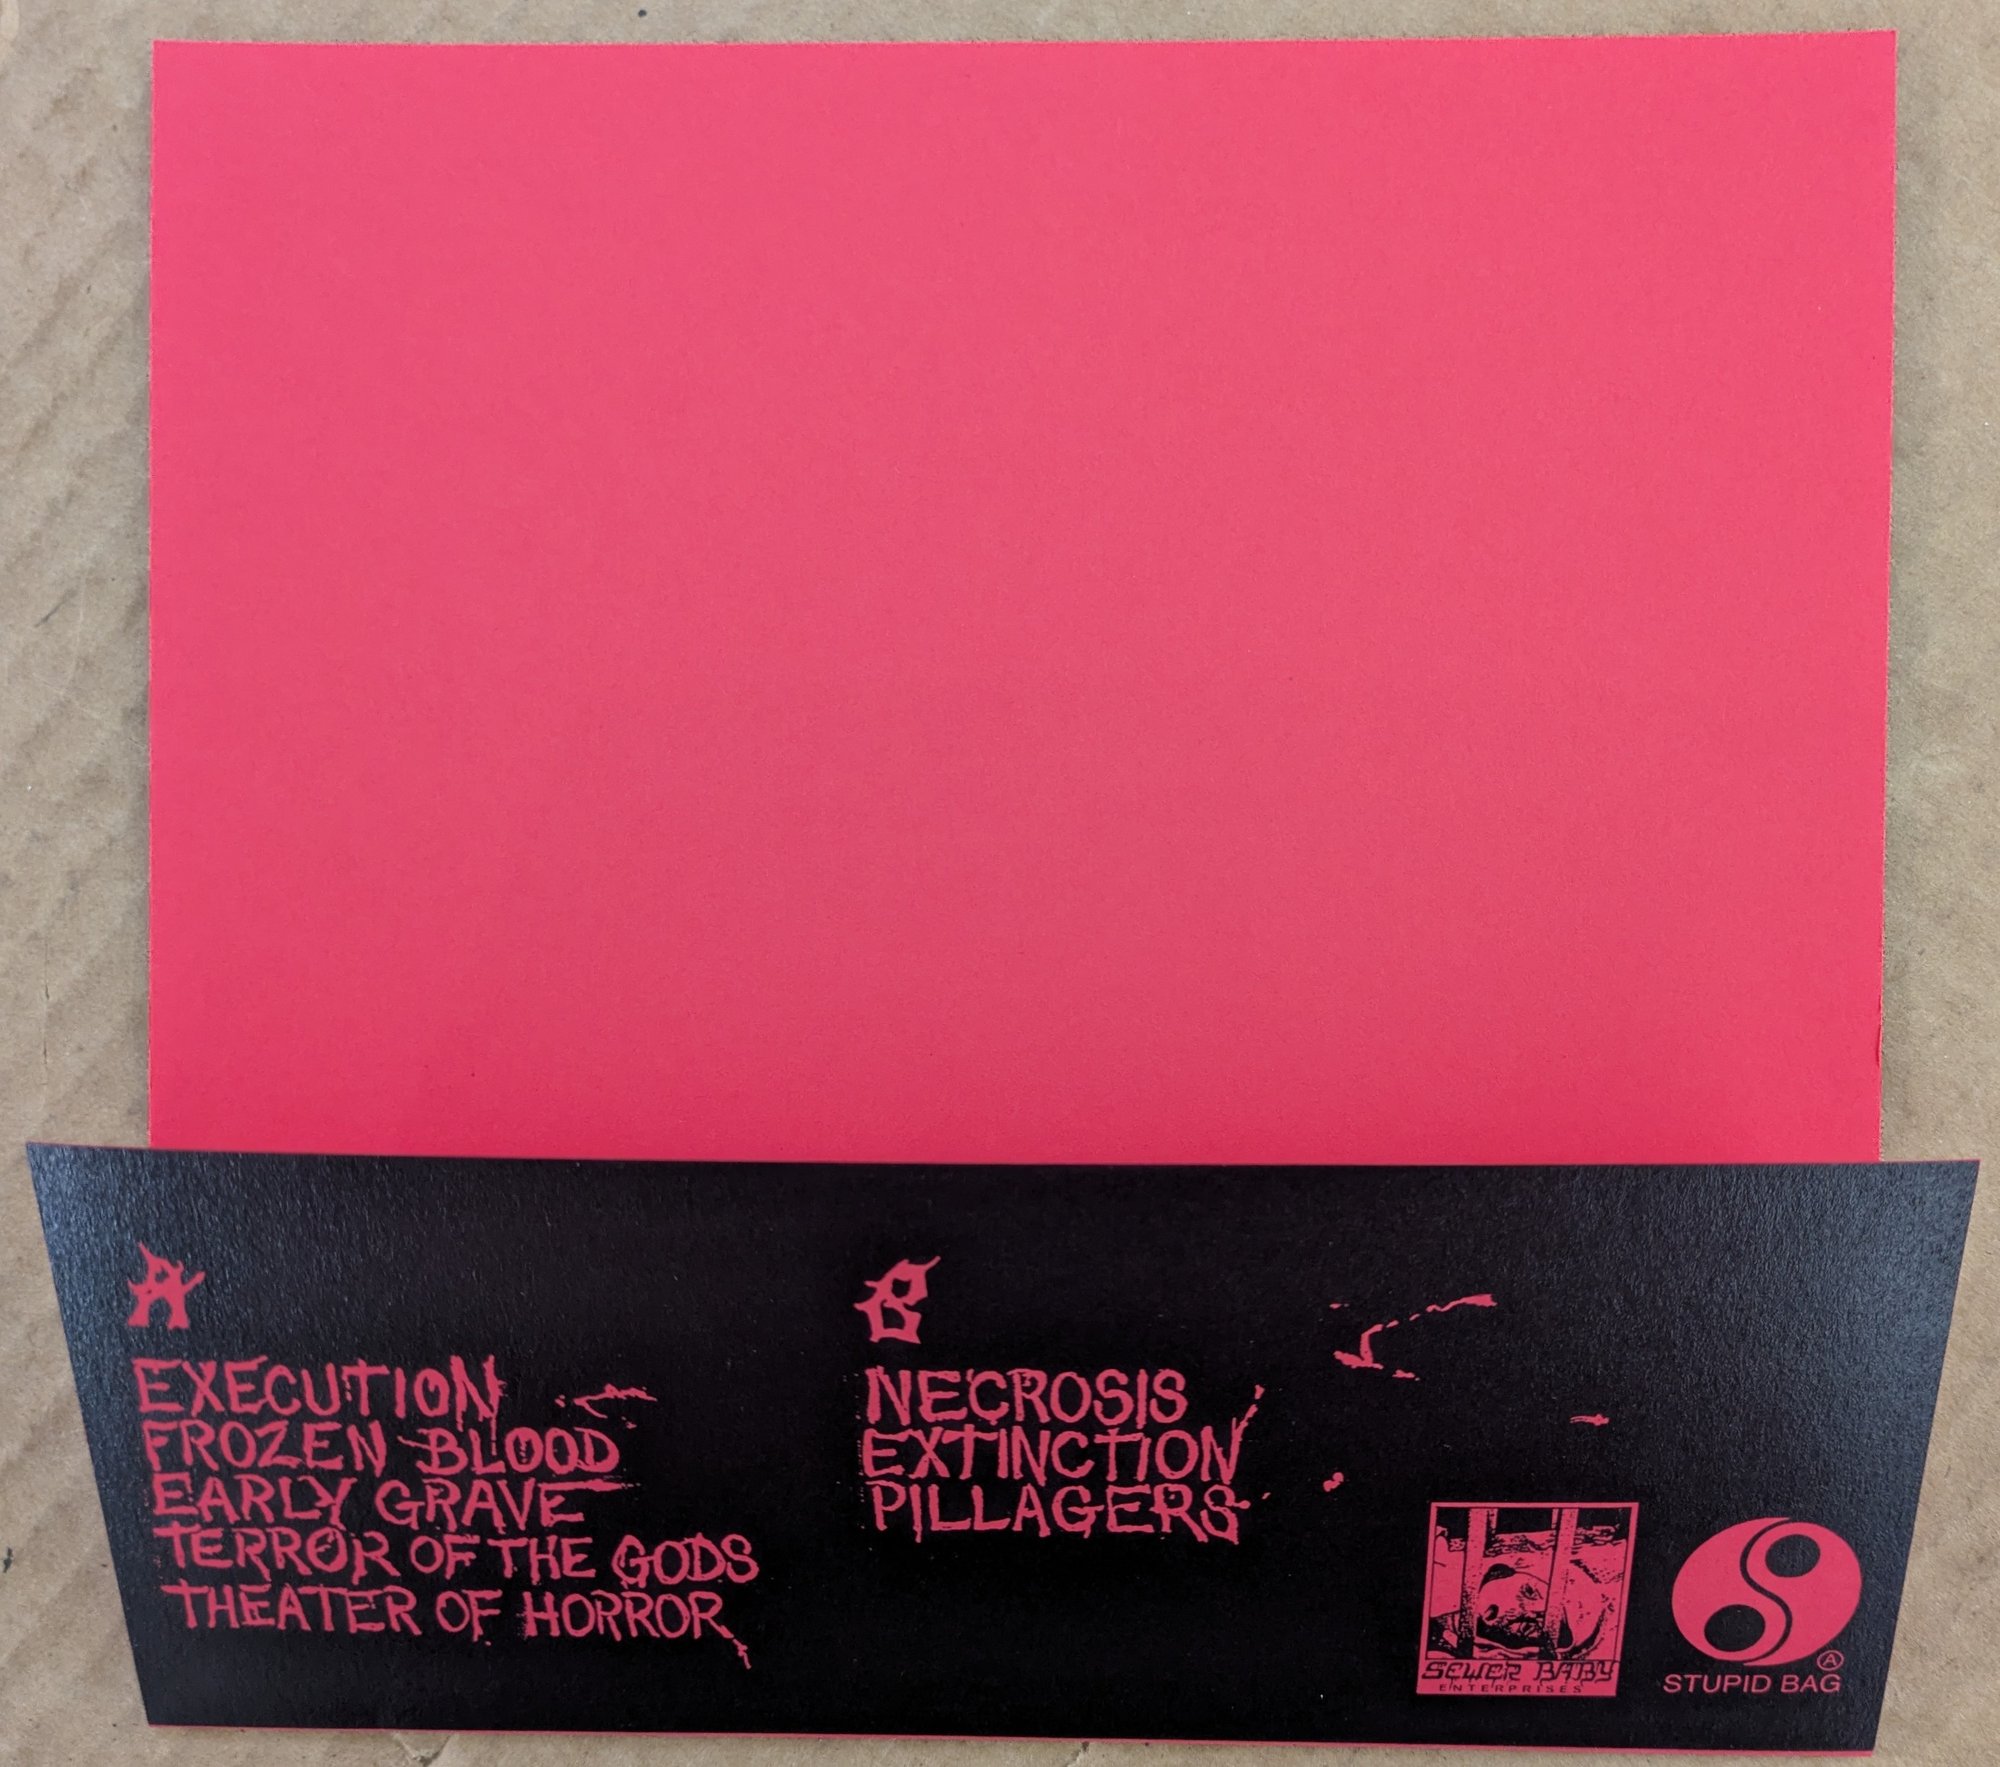 A
EXECUTION
FROZEN BLOOD
EARLY GRAVE
TERROR OF THE GODS
THEATER OF HORROR
B
NECROSIS
EXTINCTION
PILLAGERS
SEWER BABY
ENTERPRISES
A
STUPID BAG